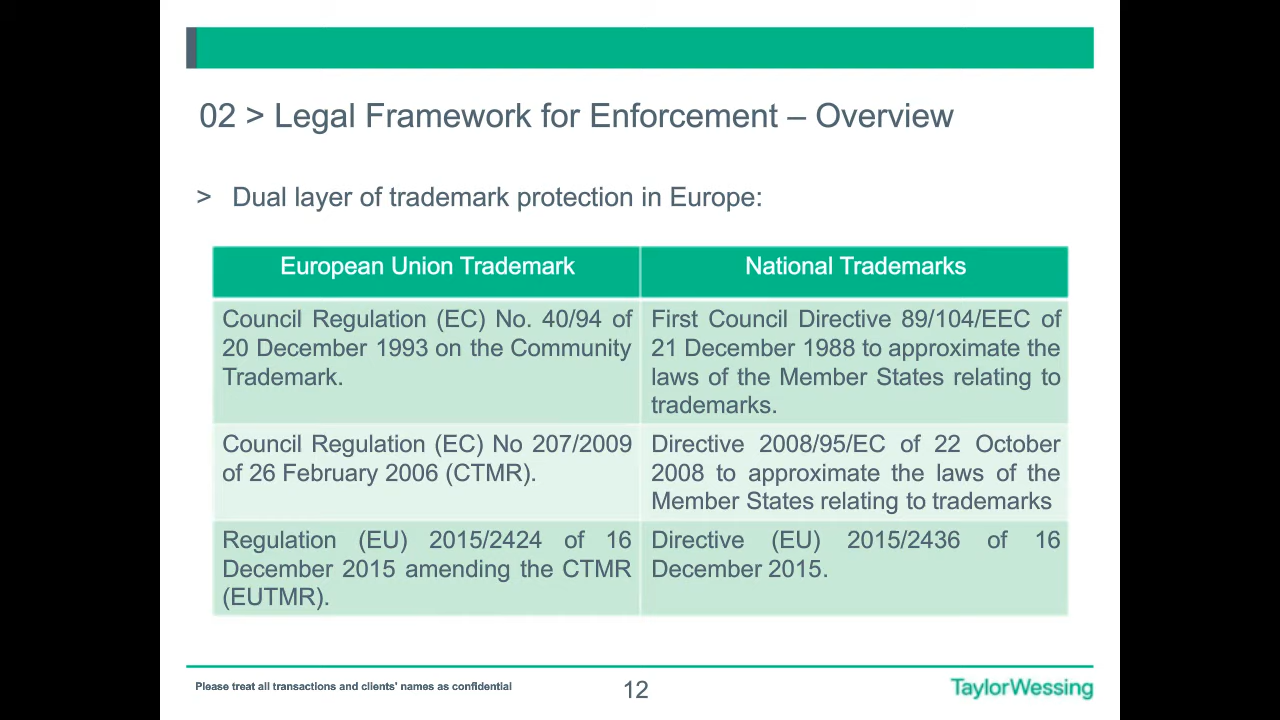 02 > Legal Framework for Enforcement – Overview
> Dual layer of trademark protection in Europe:
European Union Trademark
National Trademarks
Council Regulation (EC) No. 40/94 of
20 December 1993 on the Community
Trademark.
First Council Directive 89/104/EEC of
21 December 1988 to approximate the
laws of the Member States relating to
trademarks.
Council Regulation (EC) No 207/2009
of 26 February 2006 (CTMR).
Directive 2008/95/EC of 22 October
2008 to approximate the laws of the
Member States relating to trademarks
Regulation (EU) 2015/2424 of 16
December 2015 amending the CTMR
(EUTMR).
Directive (EU) 2015/2436 of 16
December 2015.
Please treat all transactions and clients' names as confidential
12
TaylorWessing